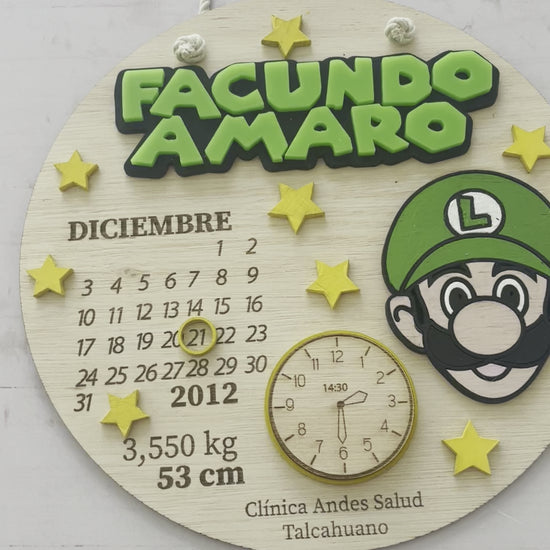 FACUNDO
AMARO
L
DICIEMBRE
1 2
3 4 5 6 7 8 9
10 11 12 13 14 15 16
17 18 19 20 21 22 23
24 25 26 27 28 29 30
31
2012
3,550 kg
53 cm
11 12 1
10 2
14:30
9 3
8 4
7 6 5
Clínica Andes Salud
Talcahuano